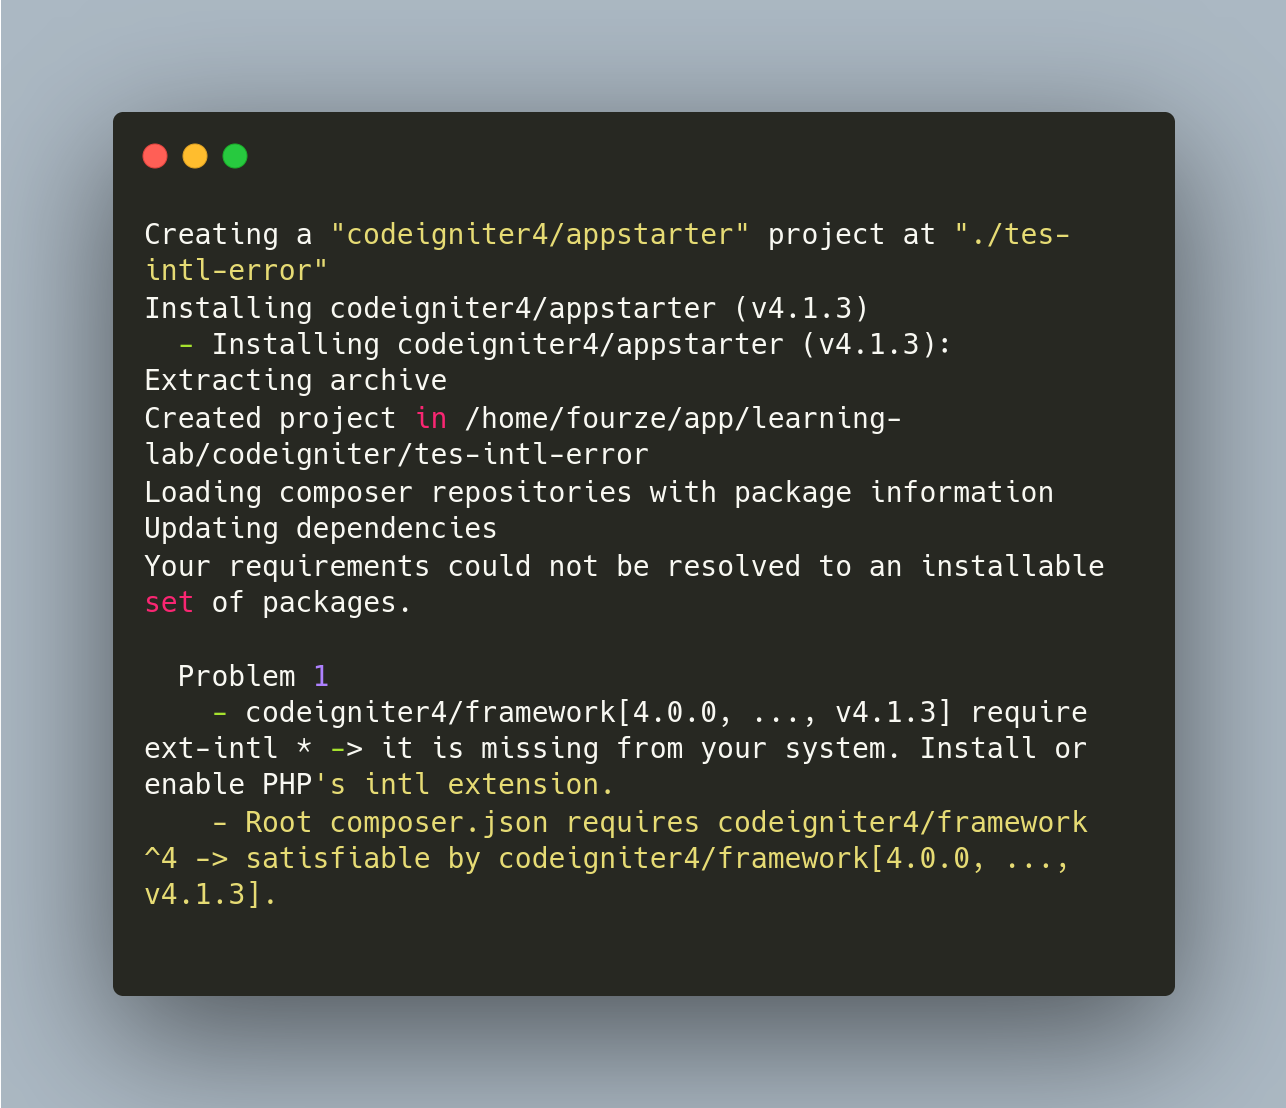 Creating a "codeigniter4/appstarter" project at "./tes-
intl-error"
Installing codeigniter4/appstarter (v4.1.3)
  - Installing codeigniter4/appstarter (v4.1.3):
Extracting archive
Created project in /home/fourze/app/learning-
lab/codeigniter/tes-intl-error
Loading composer repositories with package information
Updating dependencies
Your requirements could not be resolved to an installable
set of packages.

  Problem 1
    - codeigniter4/framework[4.0.0, ..., v4.1.3] require
ext-intl * -> it is missing from your system. Install or
enable PHP's intl extension.
    - Root composer.json requires codeigniter4/framework
^4 -> satisfiable by codeigniter4/framework[4.0.0, ...,
v4.1.3].